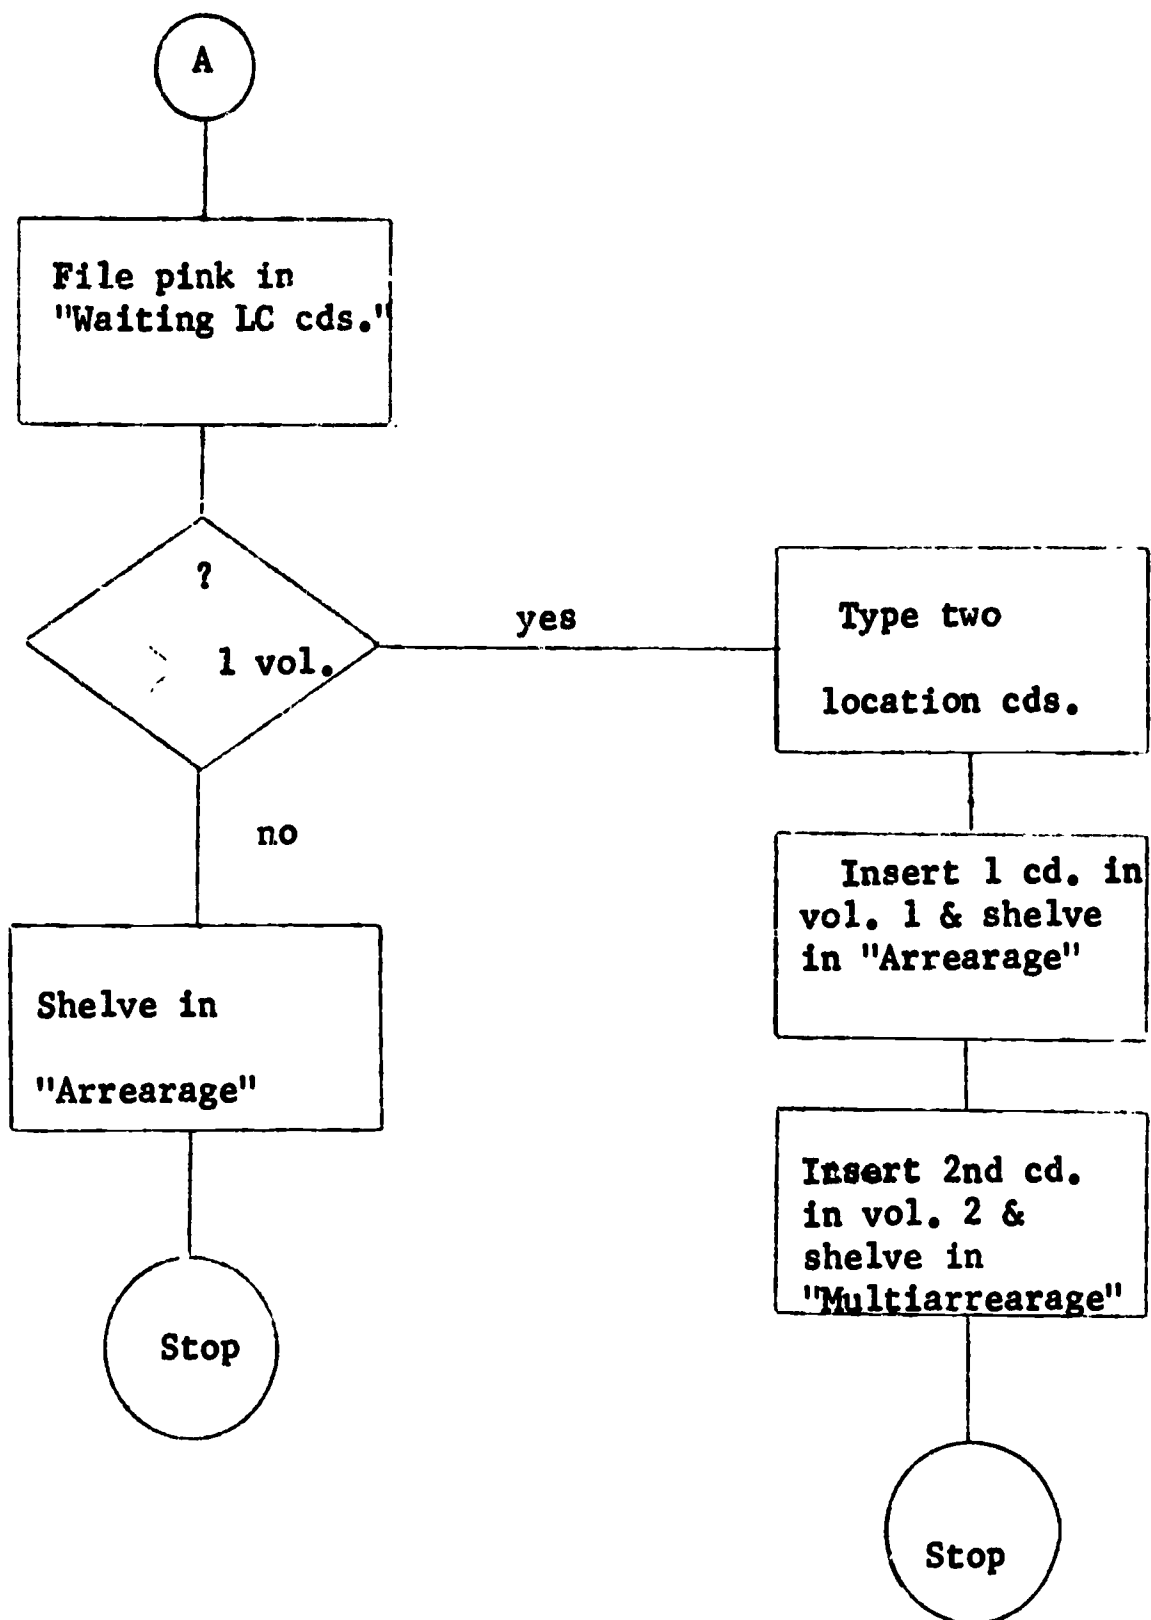 A
File pink in
"Waiting LC cds."
?
> 1 vol.
yes
Type two
location cds.
no
Insert 1 cd. in
vol. 1 & shelve
in "Arrearage"
Shelve in
"Arrearage"
Insert 2nd cd.
in vol. 2 &
shelve in
"Multiarrearage"
Stop
Stop